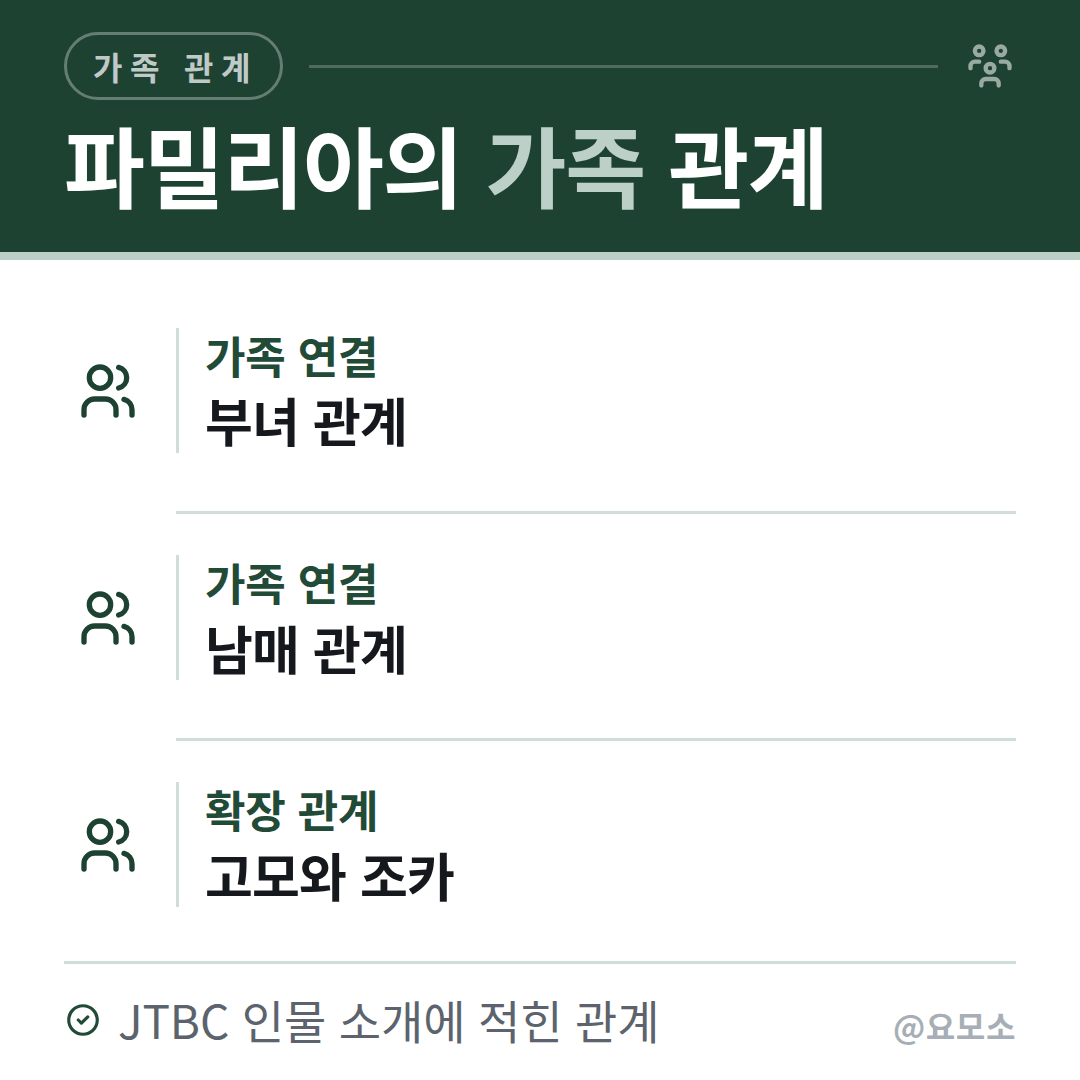 가족 관계
파밀리아의 가족 관계
가족 연결
부녀 관계
가족 연결
남매 관계
확장 관계
고모와 조카
JTBC 인물 소개에 적힌 관계
@요모소